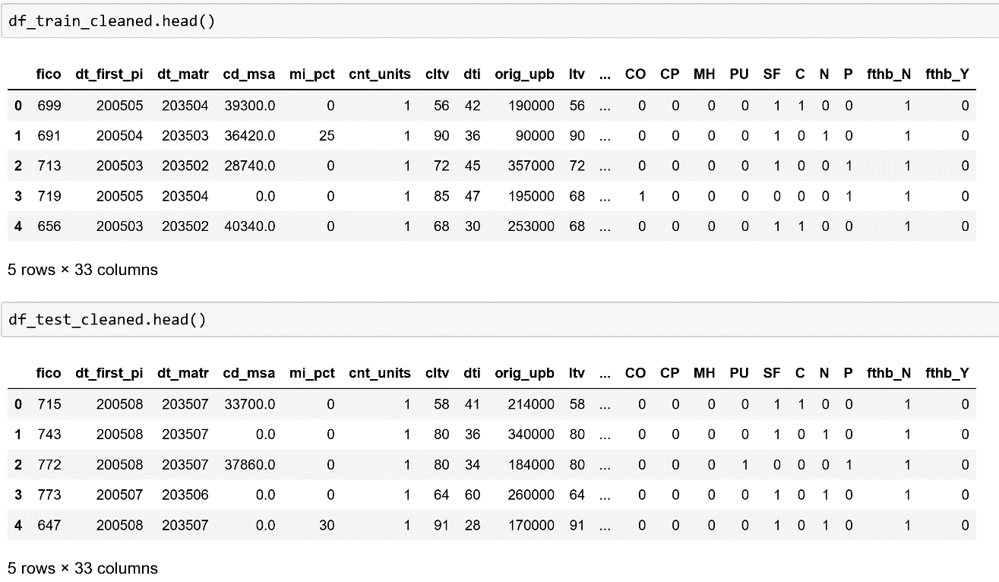 df_train_cleaned.head()
fico dt_first_pi dt_matr cd_msa mi_pct cnt_units cltv dti orig_upb ltv ... CO CP MH PU SF C N P fthb_N fthb_Y
0 699 200505 203504 39300.0 0 1 56 42 190000 56 ... 0 0 0 0 1 1 0 0 1 0
1 691 200504 203503 36420.0 25 1 90 36 90000 90 ... 0 0 0 0 1 0 1 0 1 0
2 713 200503 203502 28740.0 0 1 72 45 357000 72 ... 0 0 0 0 1 0 0 1 1 0
3 719 200505 203504 0.0 0 1 85 47 195000 68 ... 1 0 0 0 0 0 0 1 1 0
4 656 200503 203502 40340.0 0 1 68 30 253000 68 ... 0 0 0 0 1 1 0 0 1 0
5 rows × 33 columns
df_test_cleaned.head()
fico dt_first_pi dt_matr cd_msa mi_pct cnt_units cltv dti orig_upb ltv ... CO CP MH PU SF C N P fthb_N fthb_Y
0 715 200508 203507 33700.0 0 1 58 41 214000 58 ... 0 0 0 0 1 1 0 0 1 0
1 743 200508 203507 0.0 0 1 80 36 340000 80 ... 0 0 0 0 1 0 1 0 1 0
2 772 200508 203507 37860.0 0 1 80 34 184000 80 ... 0 0 0 1 0 0 0 1 1 0
3 773 200507 203506 0.0 0 1 64 60 260000 64 ... 0 0 0 0 1 0 1 0 1 0
4 647 200508 203507 0.0 30 1 91 28 170000 91 ... 0 0 0 0 1 0 1 0 1 0
5 rows × 33 columns